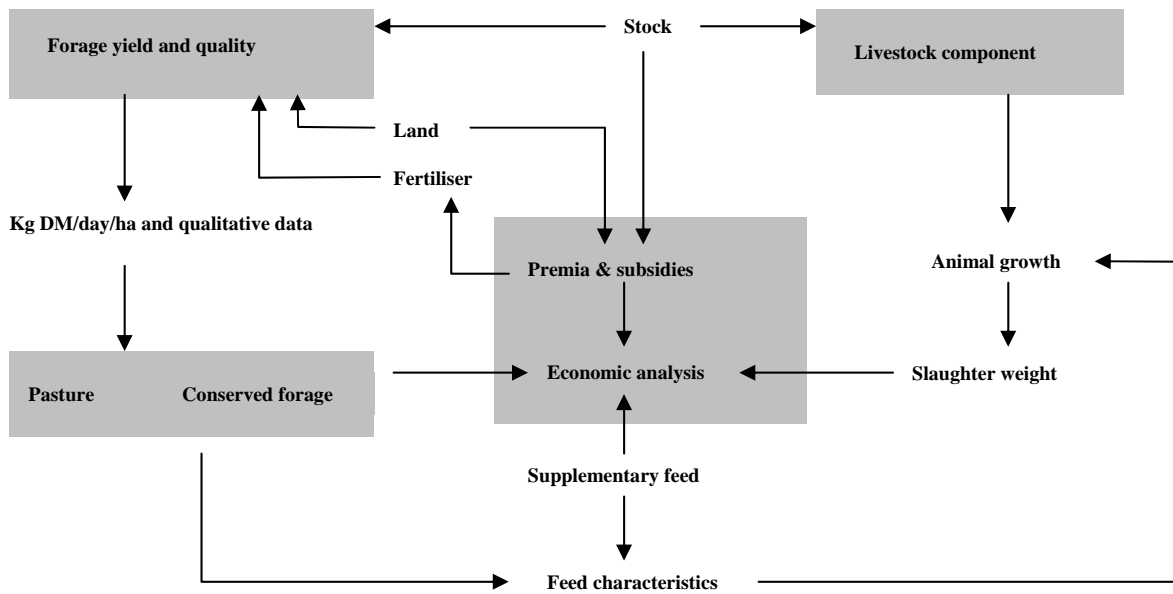 Stock
Forage yield and quality
Livestock component
Land
Fertiliser
Kg DM/day/ha and qualitative data
Premia & subsidies
Animal growth
Economic analysis
Slaughter weight
Pasture
Conserved forage
Supplementary feed
Feed characteristics